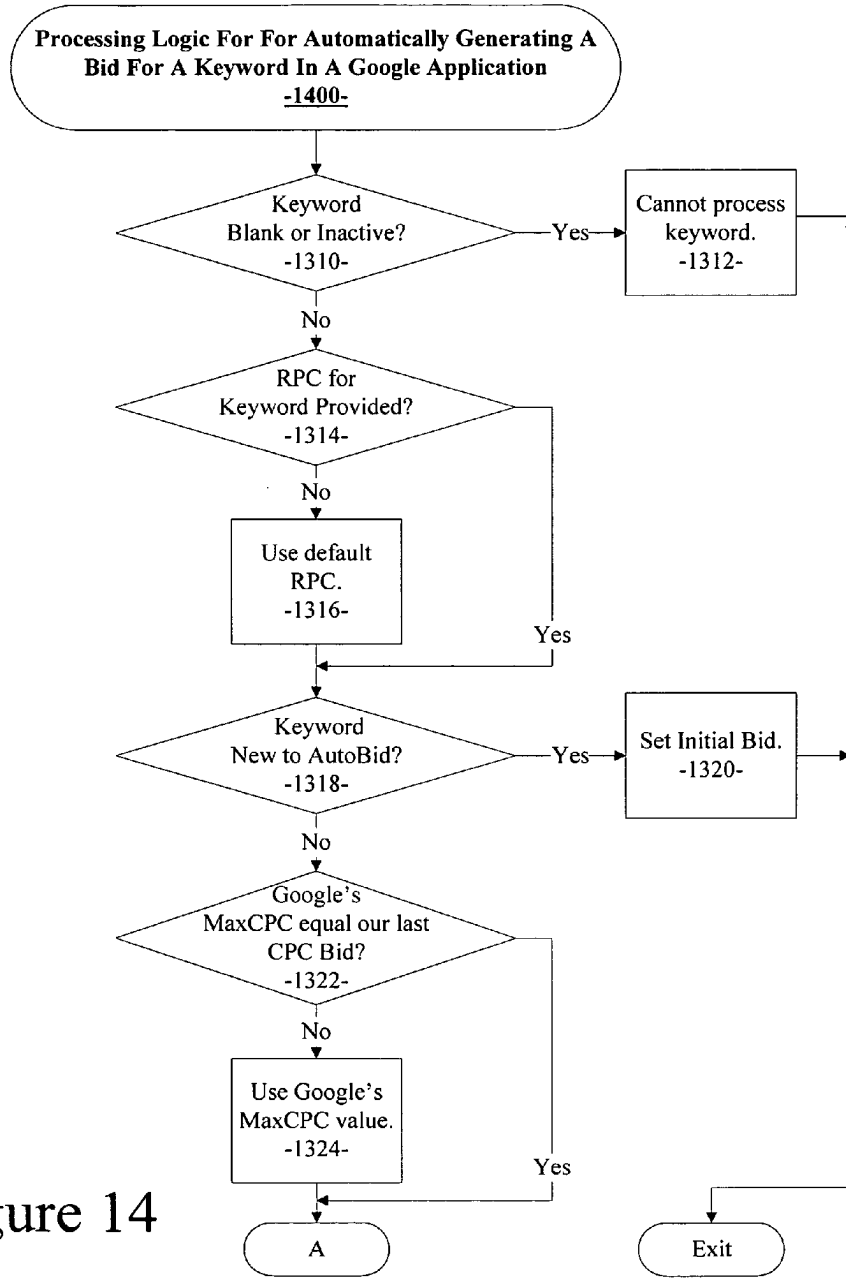 Processing Logic For For Automatically Generating A
Bid For A Keyword In A Google Application
-1400-
Keyword
Blank or Inactive?
-1310-
Yes
Cannot process
keyword.
-1312-
No
RPC for
Keyword Provided?
-1314-
No
Use default
RPC.
-1316-
Yes
Keyword
New to AutoBid?
-1318-
Yes
Set Initial Bid.
-1320-
No
Google's
MaxCPC equal our last
CPC Bid?
-1322-
No
Use Google's
MaxCPC value.
-1324-
Yes
gure 14
A
Exit